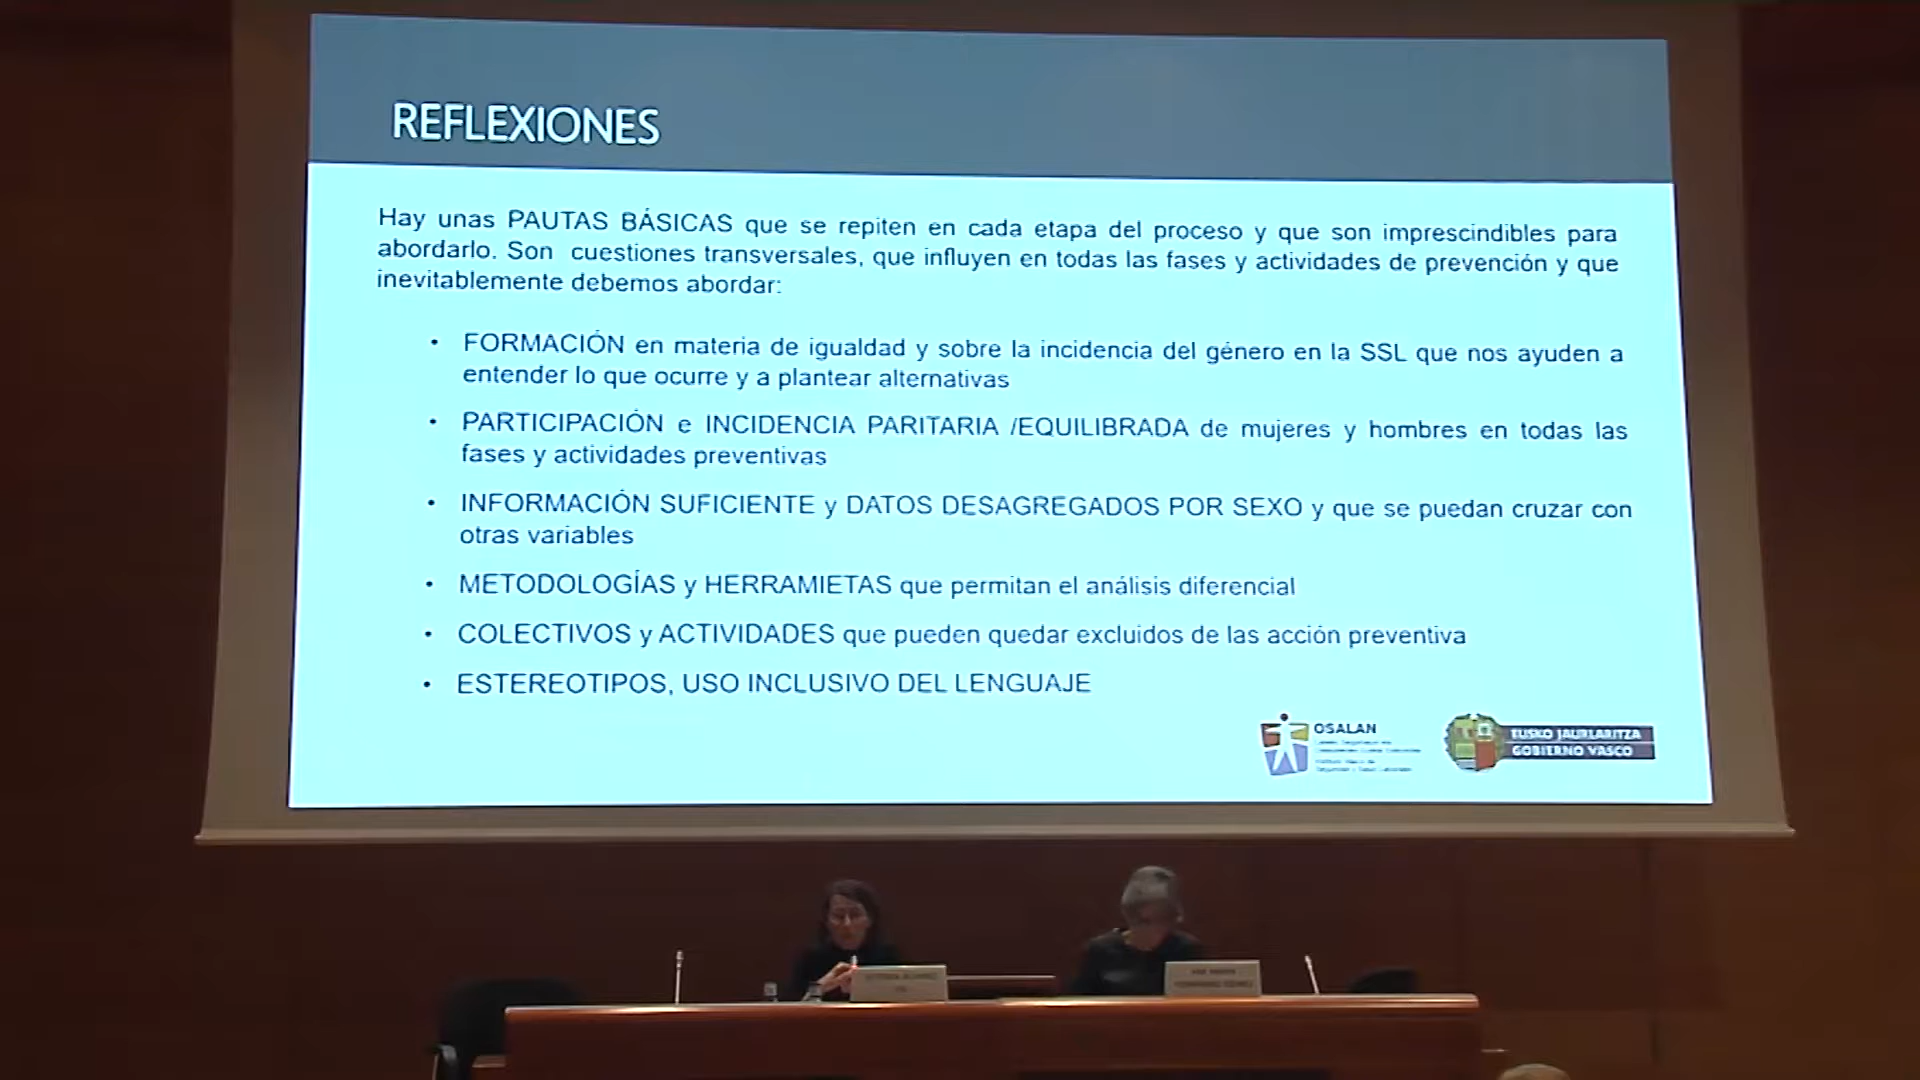 REFLEXIONES
Hay unas PAUTAS BÁSICAS que se repiten en cada etapa del proceso y que son imprescindibles para
abordarlo. Son cuestiones transversales, que influyen en todas las fases y actividades de prevención y que
inevitablemente debemos abordar:
• FORMACIÓN en materia de igualdad y sobre la incidencia del género en la SSL que nos ayuden a
entender lo que ocurre y a plantear alternativas
• PARTICIPACIÓN e INCIDENCIA PARITARIA /EQUILIBRADA de mujeres y hombres en todas las
fases y actividades preventivas
• INFORMACIÓN SUFICIENTE y DATOS DESAGREGADOS POR SEXO y que se puedan cruzar con
otras variables
• METODOLOGÍAS y HERRAMIETAS que permitan el análisis diferencial
• COLECTIVOS y ACTIVIDADES que pueden quedar excluidos de las acción preventiva
• ESTEREOTIPOS, USO INCLUSIVO DEL LENGUAJE
OSALAN
EUSKO JAURLARITZA
GOBIERNO VASCO